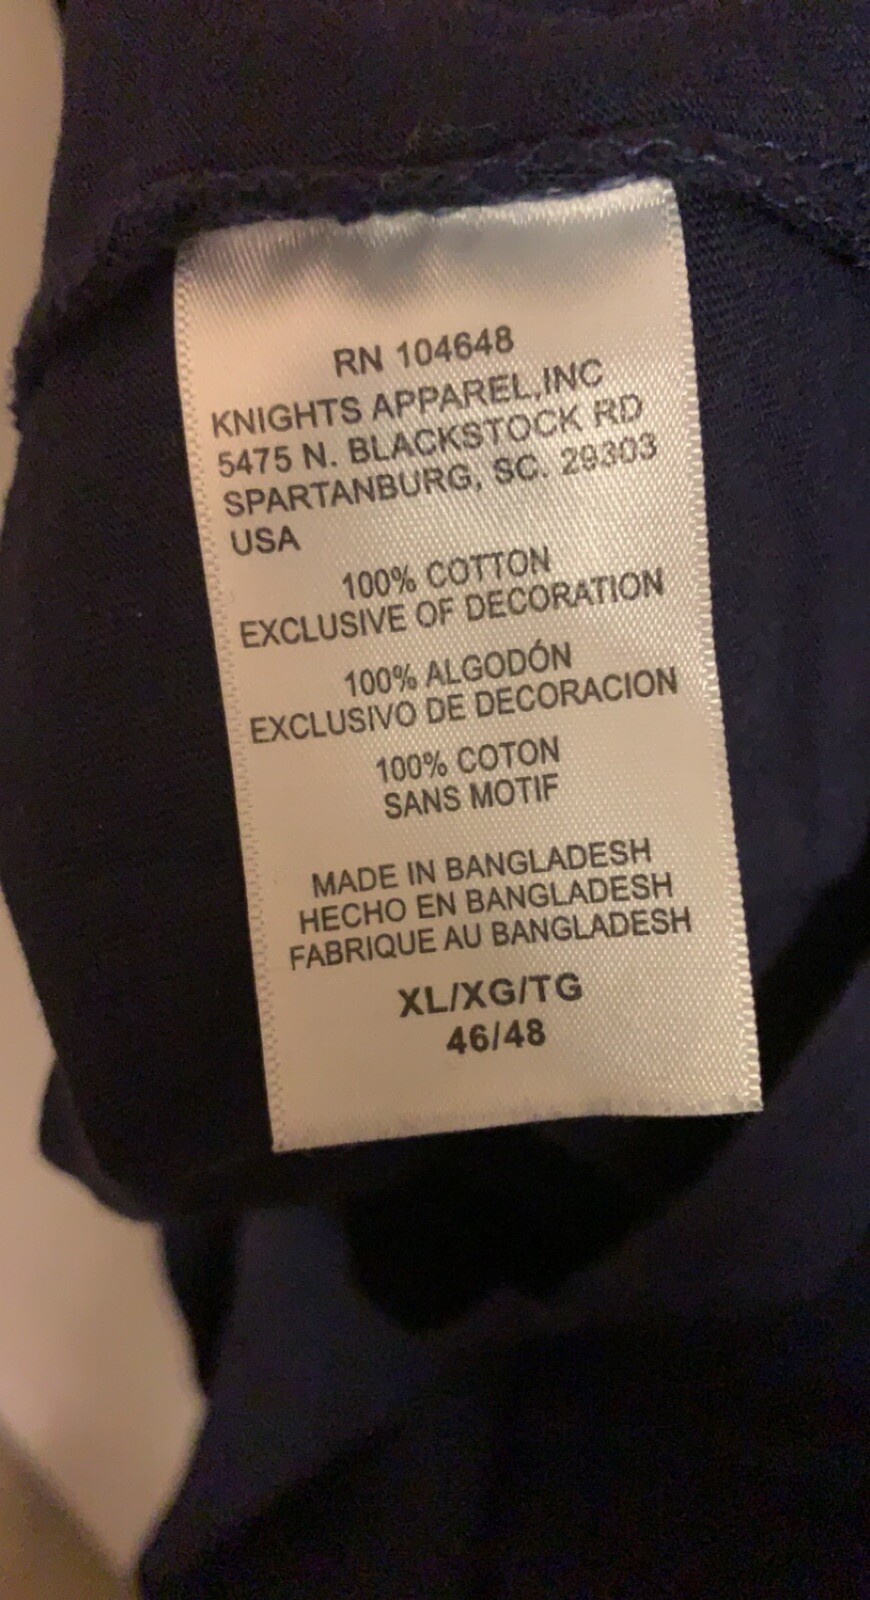 RN 104648
KNIGHTS APPAREL,INC
5475 N. BLACKSTOCK RD
SPARTANBURG, SC. 29303
USA
100% COTTON
EXCLUSIVE OF DECORATION
100% ALGODÓN
EXCLUSIVO DE DECORACION
100% COTON
SANS MOTIF
MADE IN BANGLADESH
HECHO EN BANGLADESH
FABRIQUE AU BANGLADESH
XL/XG/TG
46/48